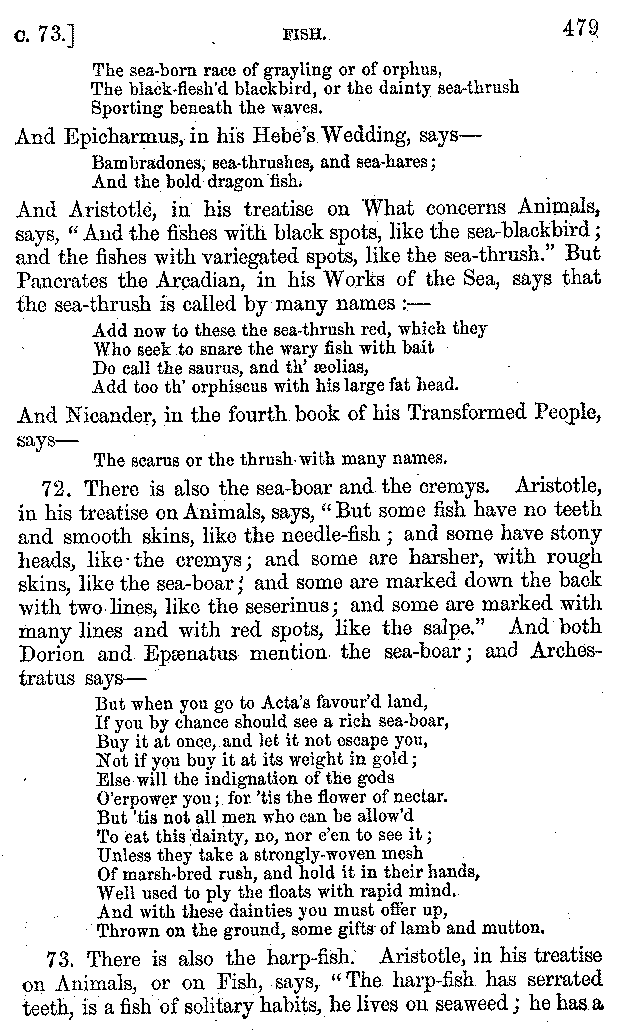 c. 73.] FISH. 479
The sea-born race of grayling or of orphus,
The black-flesh'd blackbird, or the dainty sea-thrush
Sporting beneath the waves.
And Epicharmus, in his Hebe's Wedding, says—
Bambradones, sea-thrushes, and sea-hares;
And the bold dragon fish.
And Aristotle, in his treatise on What concerns Animals,
says, "And the fishes with black spots, like the sea-blackbird;
and the fishes with variegated spots, like the sea-thrush." But
Pancrates the Arcadian, in his Works of the Sea, says that
the sea-thrush is called by many names :—
Add now to these the sea-thrush red, which they
Who seek to snare the wary fish with bait
Do call the saurus, and th' æolias,
Add too th' orphiscus with his large fat head.
And Nicander, in the fourth book of his Transformed People,
says—
The scarus or the thrush with many names.
72. There is also the sea-boar and the cremys. Aristotle,
in his treatise on Animals, says, "But some fish have no teeth
and smooth skins, like the needle-fish; and some have stony
heads, like the cremys; and some are harsher, with rough
skins, like the sea-boar; and some are marked down the back
with two lines, like the seserinus; and some are marked with
many lines and with red spots, like the salpe." And both
Dorion and Epænatus mention the sea-boar; and Arches-
tratus says—
But when you go to Acta's favour'd land,
If you by chance should see a rich sea-boar,
Buy it at once, and let it not escape you,
Not if you buy it at its weight in gold;
Else will the indignation of the gods
O'erpower you; for 'tis the flower of nectar.
But 'tis not all men who can be allow'd
To eat this dainty, no, nor e'en to see it;
Unless they take a strongly-woven mesh
Of marsh-bred rush, and hold it in their hands,
Well used to ply the floats with rapid mind.
And with these dainties you must offer up,
Thrown on the ground, some gifts of lamb and mutton.
73. There is also the harp-fish. Aristotle, in his treatise
on Animals, or on Fish, says, "The harp-fish has serrated
teeth, is a fish of solitary habits, he lives on seaweed; he has a